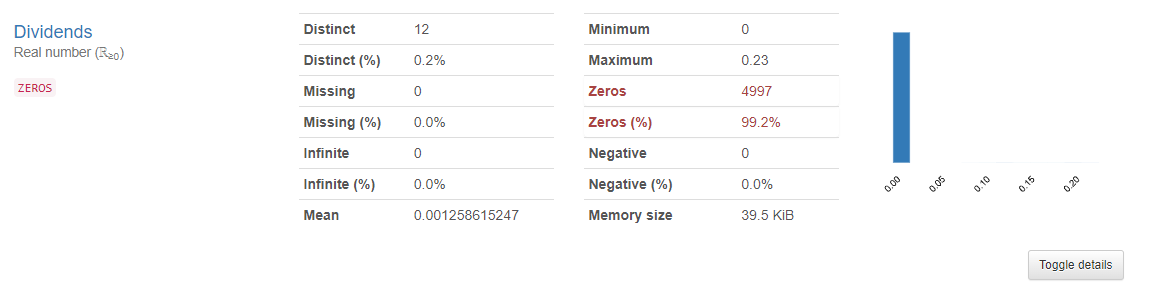 Dividends
Real number (ℝ≥0)
ZEROS
Distinct 12
Distinct (%) 0.2%
Missing 0
Missing (%) 0.0%
Infinite 0
Infinite (%) 0.0%
Mean 0.001258615247
Minimum 0
Maximum 0.23
Zeros 4997
Zeros (%) 99.2%
Negative 0
Negative (%) 0.0%
Memory size 39.5 KiB
0.00 0.05 0.10 0.15 0.20
Toggle details